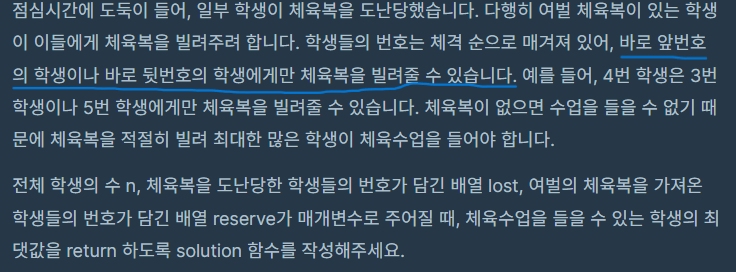 점심시간에 도둑이 들어, 일부 학생이 체육복을 도난당했습니다. 다행히 여벌 체육복이 있는 학생
이 이들에게 체육복을 빌려주려 합니다. 학생들의 번호는 체격 순으로 매겨져 있어, 바로 앞번호
의 학생이나 바로 뒷번호의 학생에게만 체육복을 빌려줄 수 있습니다. 예를 들어, 4번 학생은 3번
학생이나 5번 학생에게만 체육복을 빌려줄 수 있습니다. 체육복이 없으면 수업을 들을 수 없기 때
문에 체육복을 적절히 빌려 최대한 많은 학생이 체육수업을 들어야 합니다.
전체 학생의 수 n, 체육복을 도난당한 학생들의 번호가 담긴 배열 lost, 여벌의 체육복을 가져온
학생들의 번호가 담긴 배열 reserve가 매개변수로 주어질 때, 체육수업을 들을 수 있는 학생의 최
댓값을 return 하도록 solution 함수를 작성해주세요.